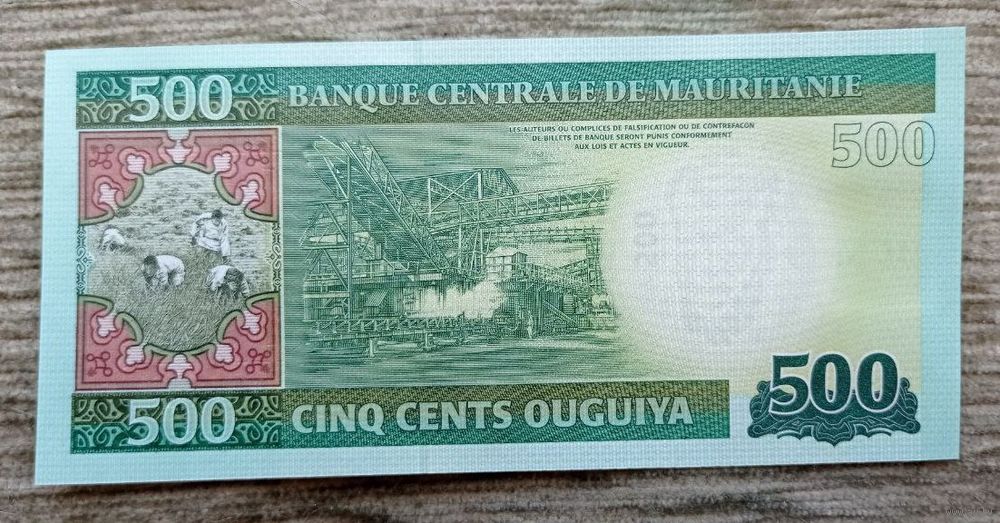 500 BANQUE CENTRALE DE MAURITANIE
LES AUTEURS OU COMPLICES DE FALSIFICATION OU DE CONTREFAÇON
DE BILLETS DE BANQUE SERONT PUNIS CONFORMEMENT
AUX LOIS ET ACTES EN VIGUEUR.
500
500
500 CINQ CENTS OUGUIYA